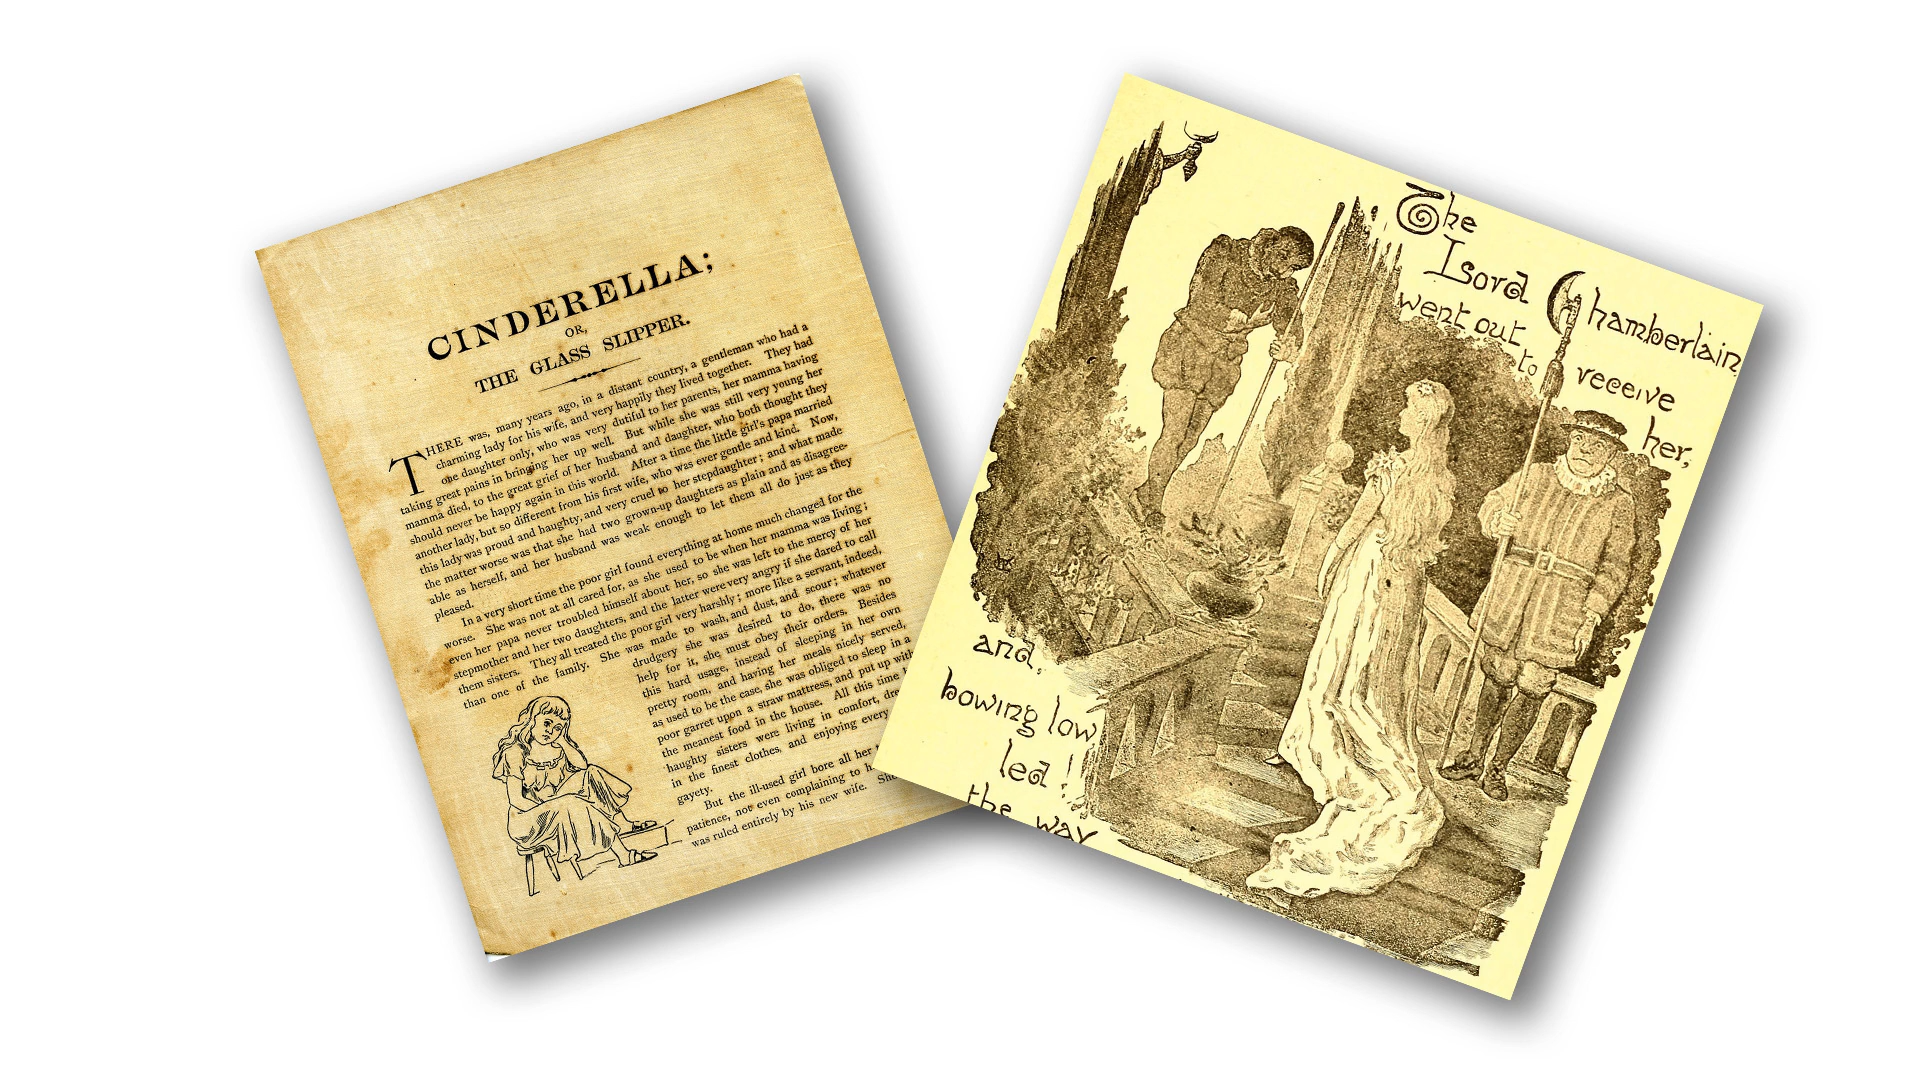 CINDERELLA;
OR,
THE GLASS SLIPPER.
THERE was, many years ago, in a distant country, a gentleman who had a
charming lady for his wife, and very happily they lived together. They had
one daughter only, who was very dutiful to her parents, her mamma having
taking great pains in bringing her up well. But while she was still very young her
mamma died, to the great grief of her husband and daughter, who both thought they
should never be happy again in this world. After a time the little girl's papa married
another lady, but so different from his first wife, who was ever gentle and kind. Now,
this lady was proud and haughty, and very cruel to her stepdaughter; and what made
the matter worse was that she had two grown-up daughters as plain and as disagree-
able as herself, and her husband was weak enough to let them all do just as they
pleased.
In a very short time the poor girl found everything at home much changed for the
worse. She was not at all cared for, as she used to be when her mamma was living;
even her papa never troubled himself about her, so she was left to the mercy of her
stepmother and her two daughters, and the latter were very angry if she dared to call
them sisters. They all treated the poor girl very harshly; more like a servant, indeed,
than one of the family. She was made to wash, and dust, and scour; whatever
drudgery she was desired to do, there was no
help for it, she must obey their orders. Besides
this hard usage, instead of sleeping in her own
pretty room, and having her meals nicely served,
as used to be the case, she was obliged to sleep in a
poor garret upon a straw mattress, and put up with
the meanest food in the house. All this time
haughty sisters were living in comfort,
in the finest clothes, and enjoying every
gayety.
But the ill-used girl bore all her
patience, not even complaining to
was ruled entirely by his new wife. She
The
Lord Chamberlain
went out
to receive
her,
and,
bowing low
led
the way